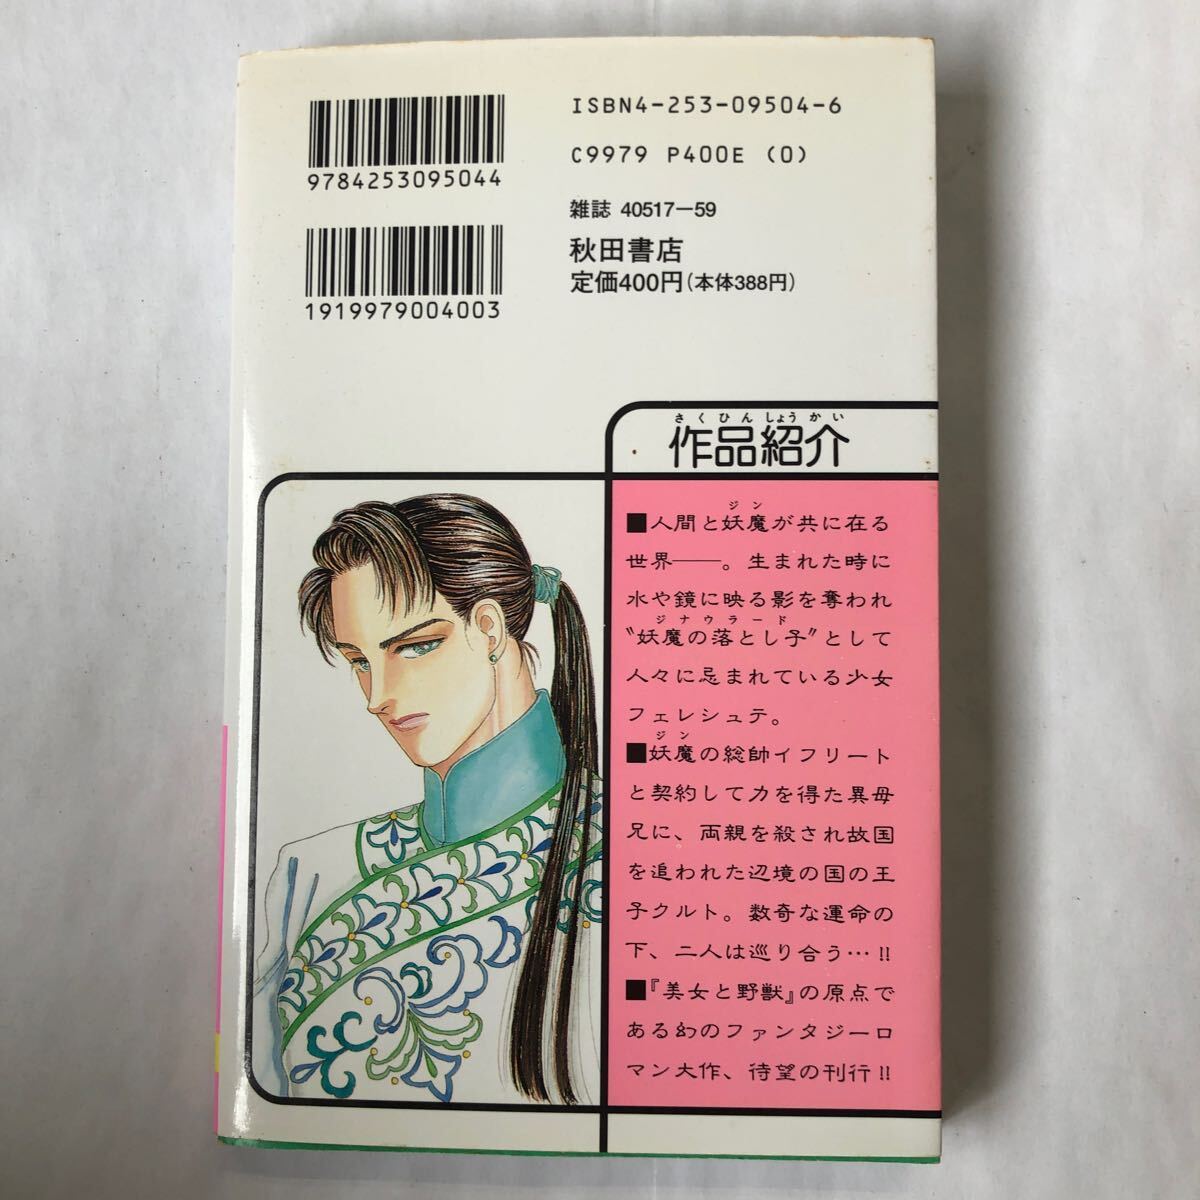 ISBN4-253-09504-6
9784253095044
C9979 P400E (0)
雑誌 40517-59
秋田書店
定価400円(本体388円)
1919979004003
さくひんしょうかい
作品紹介
ジン
■人間と妖魔が共に在る
世界――。生まれた時に
水や鏡に映る影を奪われ
ジナウラード
“妖魔の落とし子”として
人々に忌まれている少女
フェレシュテ。
ジン
■妖魔の総帥イフリート
と契約して力を得た異母
兄に、両親を殺され故国
を追われた辺境の国の王
子クルト。数奇な運命の
下、二人は巡り合う…!!
■『美女と野獣』の原点で
ある幻のファンタジーロ
マン大作、待望の刊行!!